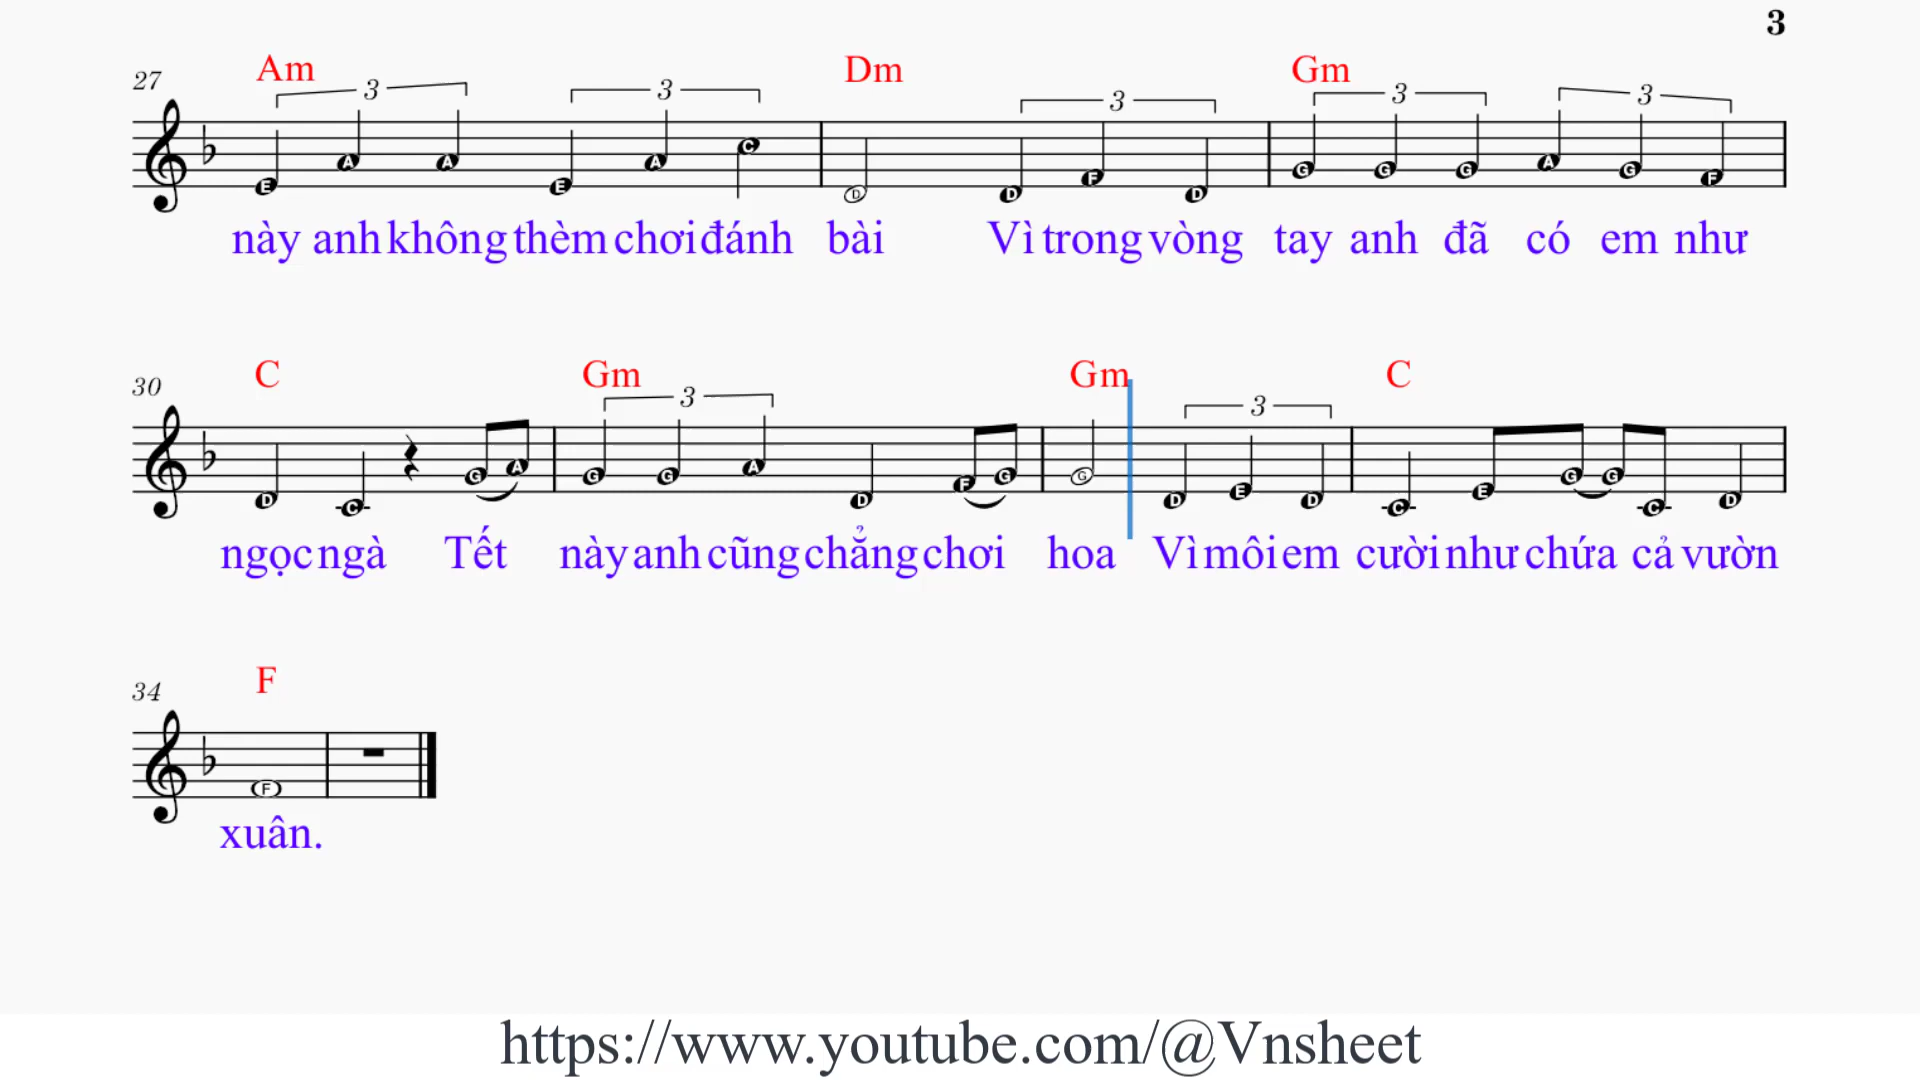 3
27 Am Dm Gm
3 3 3 3 3
E A A E A C D D F D G G G A G F
này anh không thèm chơi đánh bài Vì trong vòng tay anh đã có em như
30 C Gm Gm C
3 3
D C G A G G A D F G G D E D C E G G C D
ngọc ngà Tết này anh cũng chẳng chơi hoa Vì môi em cười như chứa cả vườn
34 F
F
xuân.
https://www.youtube.com/@Vnsheet